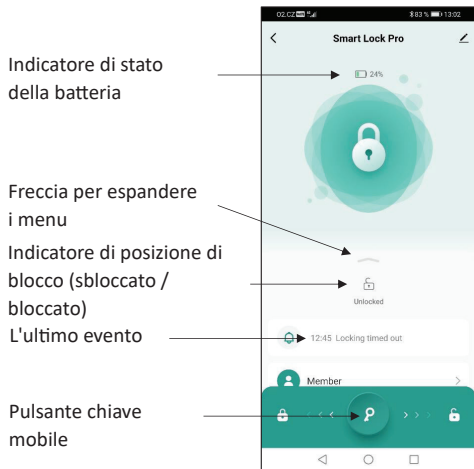 O2.CZ 83 % 13:02
Smart Lock Pro
24%
Indicatore di stato
della batteria
Freccia per espandere
i menu
Indicatore di posizione di
blocco (sbloccato /
bloccato)
Unlocked
L'ultimo evento
12:45 Locking timed out
Member
Pulsante chiave
mobile